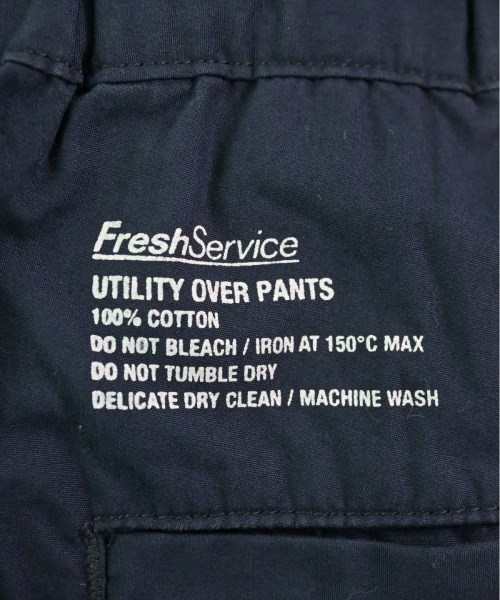 FreshService
UTILITY OVER PANTS
100% COTTON
DO NOT BLEACH / IRON AT 150°C MAX
DO NOT TUMBLE DRY
DELICATE DRY CLEAN / MACHINE WASH